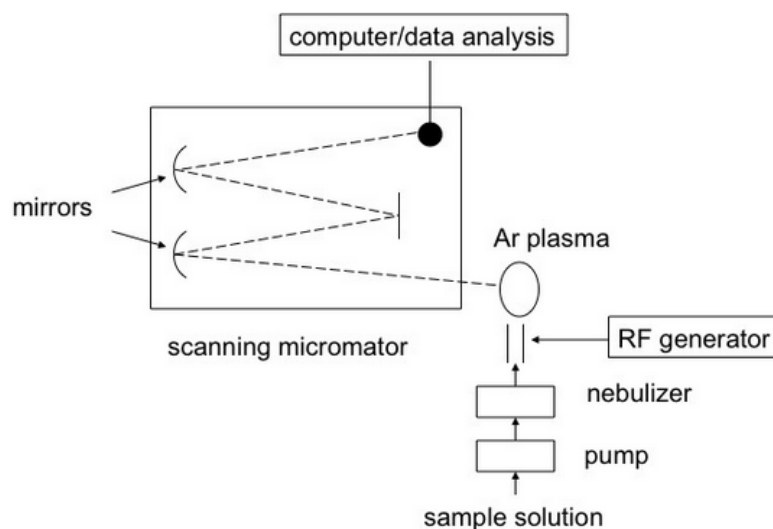 computer/data analysis
mirrors
Ar plasma
scanning micromator
RF generator
nebulizer
pump
sample solution